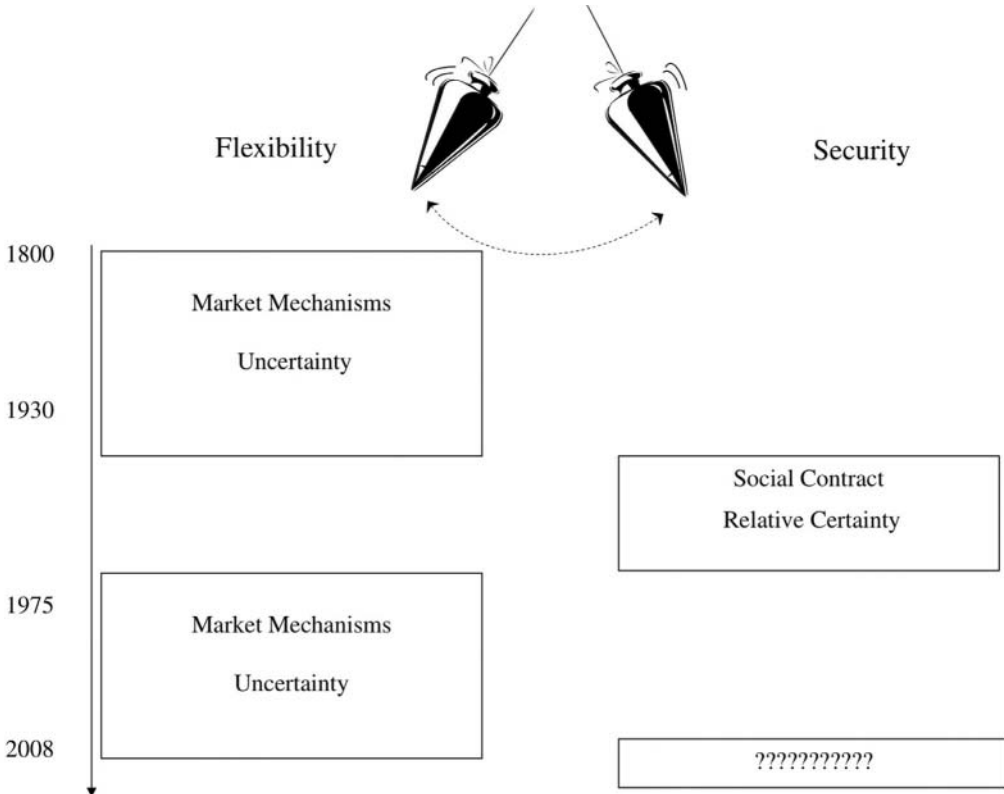 Flexibility
Security
1800
Market Mechanisms
Uncertainty
1930
Social Contract
Relative Certainty
1975
Market Mechanisms
Uncertainty
2008
???????????